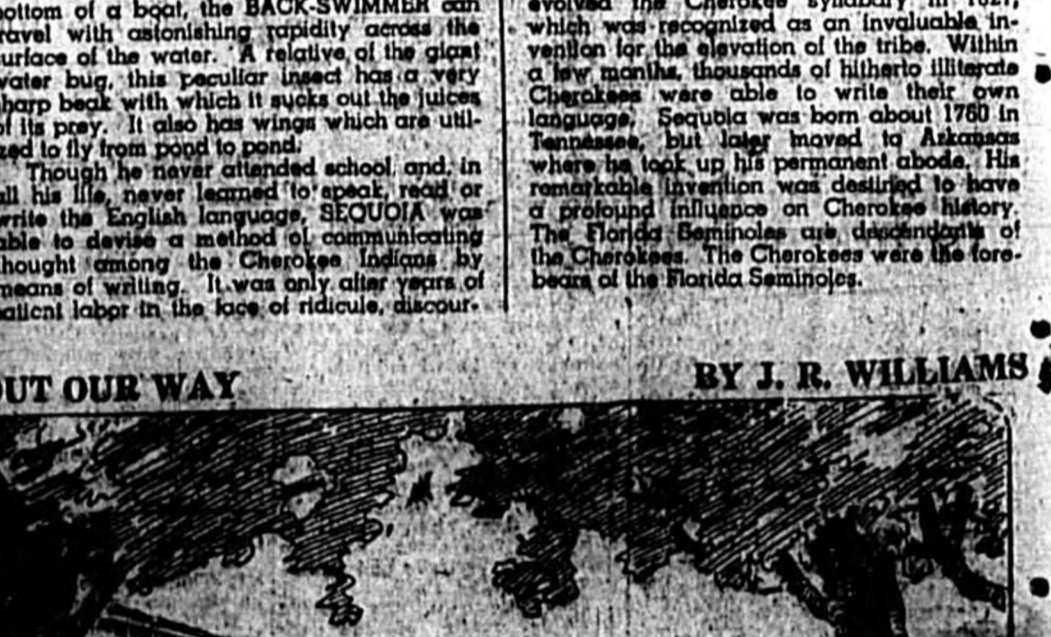 ottom of a boat, the BACK-SWIMMER can
ravel with astonishing rapidity across the
urface of the water. A relative of the giant
water bug, this peculiar insect has a very
harp beak with which it sucks out the juices
of its prey. It also has wings which are util-
zed to fly from pond to pond.
Though he never attended school, and, in
all his life, never learned to speak, read or
write the English language, SEQUOIA was
able to devise a method of communicating
thought among the Cherokee Indians by
means of writing. It was only after years of
patient labor in the face of ridicule, discour-
evolved the Cherokee syllabary in 1821,
which was recognized as an invaluable in-
vention for the elevation of the tribe. Within
a few months, thousands of hitherto illiterate
Cherokees were able to write their own
language. Sequoia was born about 1760 in
Tennessee, but later moved to Arkansas
where he took up his permanent abode. His
remarkable invention was destined to have
a profound influence on Cherokee history.
The Florida Seminoles are descendants of
the Cherokees. The Cherokees were the fore-
bears of the Florida Seminoles.
OUT OUR WAY
BY J. R. WILLIAMS